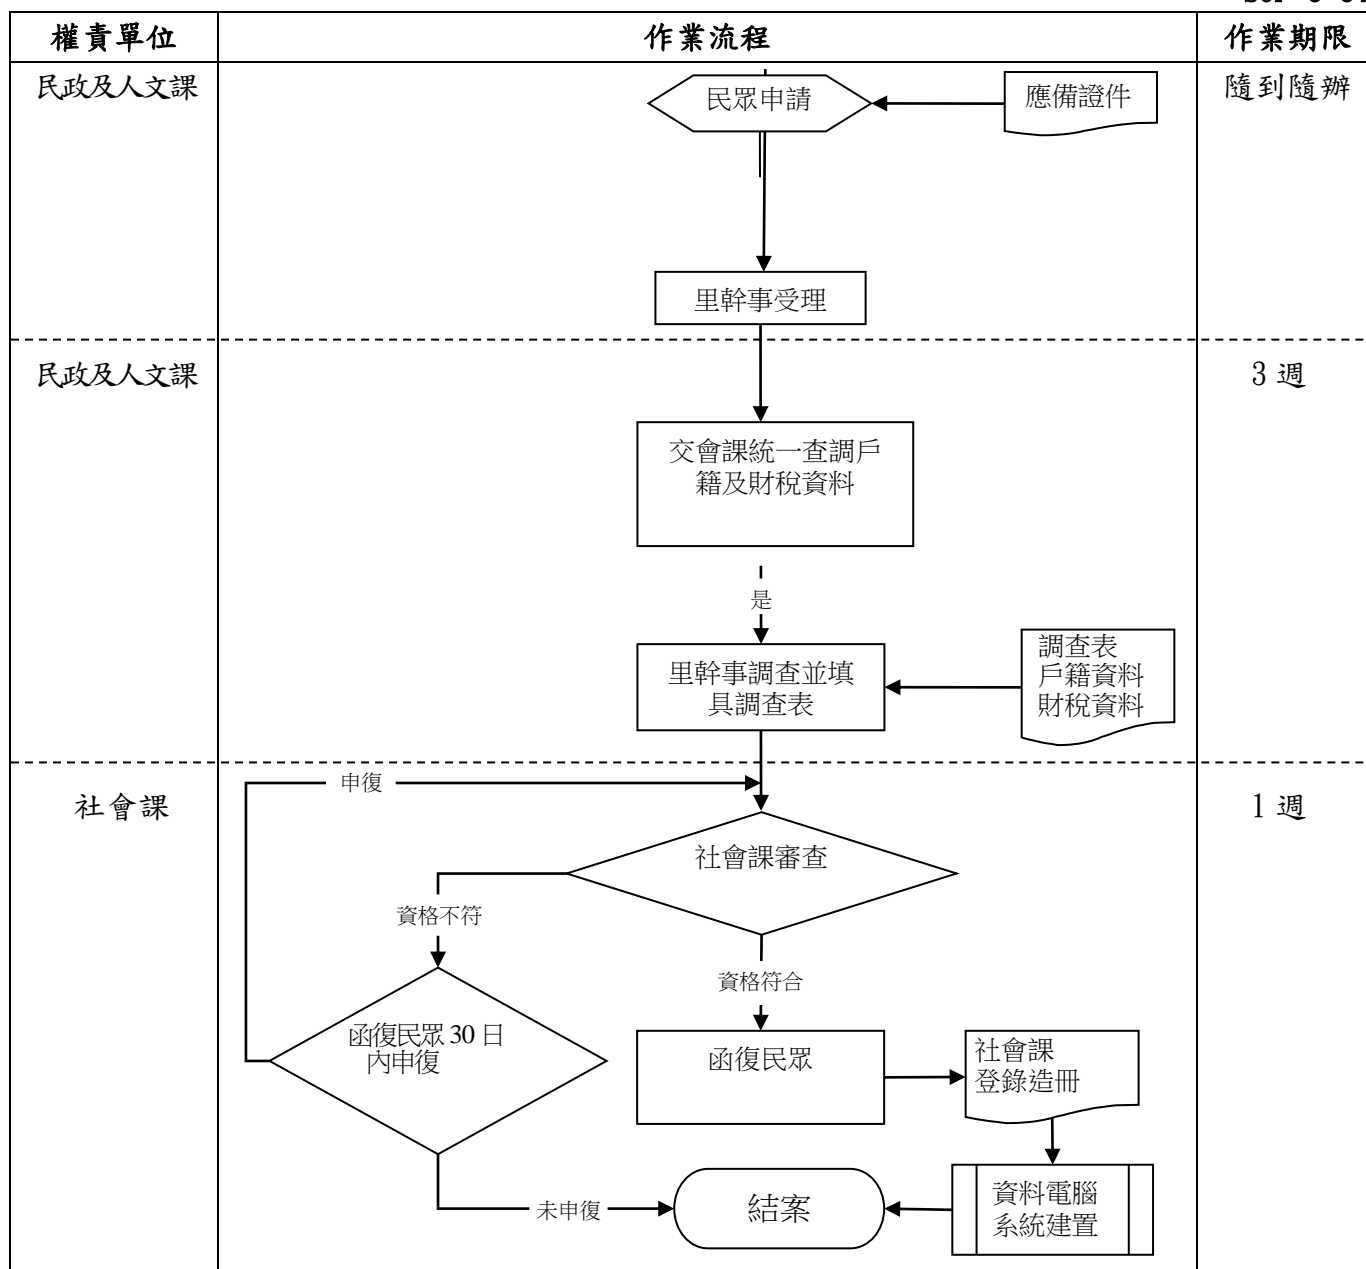 權責單位
作業流程
作業期限
民政及人文課
民眾申請
應備證件
隨到隨辦
里幹事受理
民政及人文課
3 週
交會課統一查調戶
籍及財稅資料
是
里幹事調查並填
具調查表
調查表
戶籍資料
財稅資料
社會課
申復
1 週
社會課審查
資格不符
資格符合
函復民眾 30 日
內申復
函復民眾
社會課
登錄造冊
未申復
結案
資料電腦
系統建置